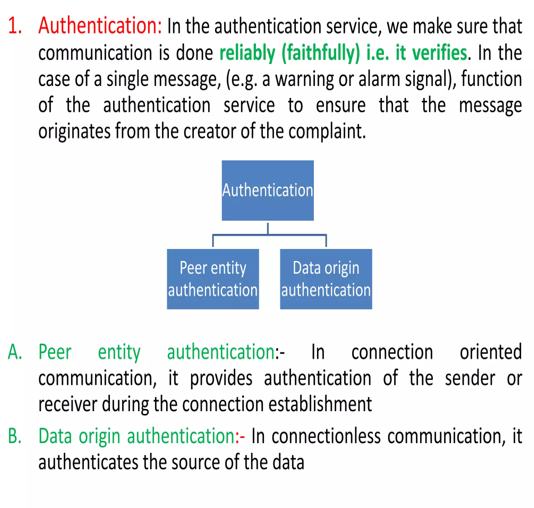 1. Authentication: In the authentication service, we make sure that
communication is done reliably (faithfully) i.e. it verifies. In the
case of a single message, (e.g. a warning or alarm signal), function
of the authentication service to ensure that the message
originates from the creator of the complaint.
Authentication
Peer entity
authentication
Data origin
authentication
A. Peer entity authentication:- In connection oriented
communication, it provides authentication of the sender or
receiver during the connection establishment
B. Data origin authentication:- In connectionless communication, it
authenticates the source of the data